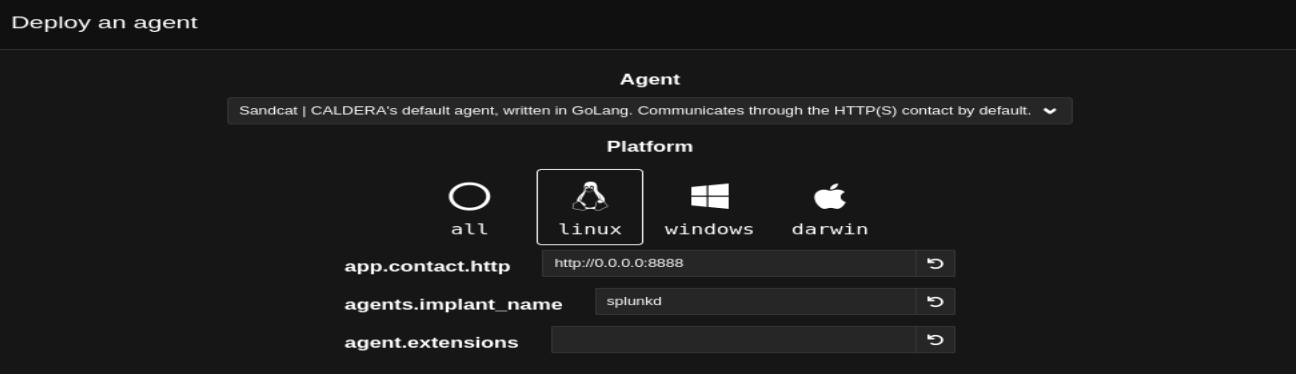 Deploy an agent
Agent
Sandcat | CALDERA's default agent, written in GoLang. Communicates through the HTTP(S) contact by default.
Platform
all linux windows darwin
app.contact.http http://0.0.0.0:8888
agents.implant_name splunkd
agent.extensions